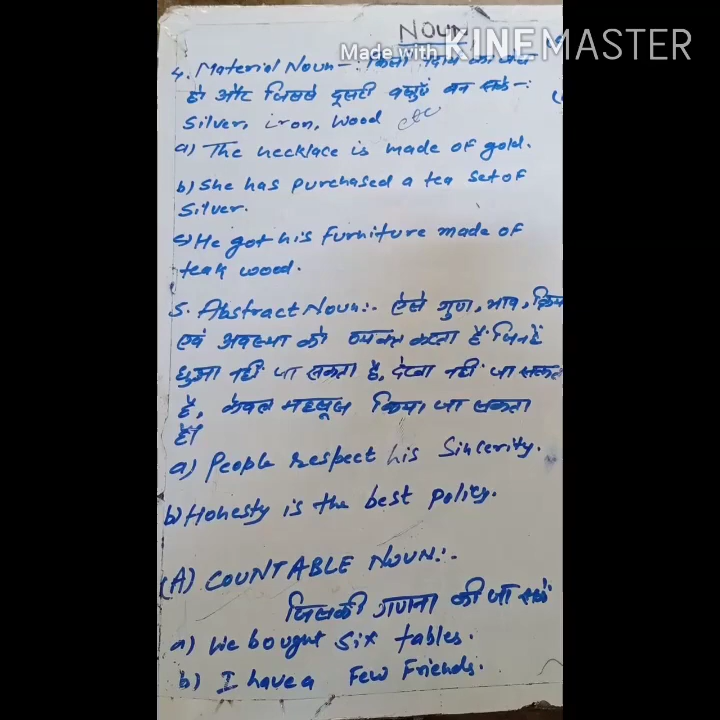 NOUN
Made with KINEMASTER
4. Material Noun -
हो और जिससे दूसरी वस्तुएँ बन सके -:
Silver, iron, Wood etc
a) The necklace is made of gold.
b) She has purchased a tea set of
Silver.
c) He got his Furniture made of
teak wood.
5. Abstract Noun:- ऐसे गुण, भाव, क्रिया
एवं अवस्था को व्यक्त करता है जिन्हें
छुआ नहीं जा सकता है, देखा नहीं जा सकता
है, केवल महसूस किया जा सकता
है।
a) People respect his Sincerity.
b) Honesty is the best policy.
(A) COUNTABLE NOUN:-
जिसकी गणना की जा सके
a) We bought Six tables.
b) I have a Few Friends.